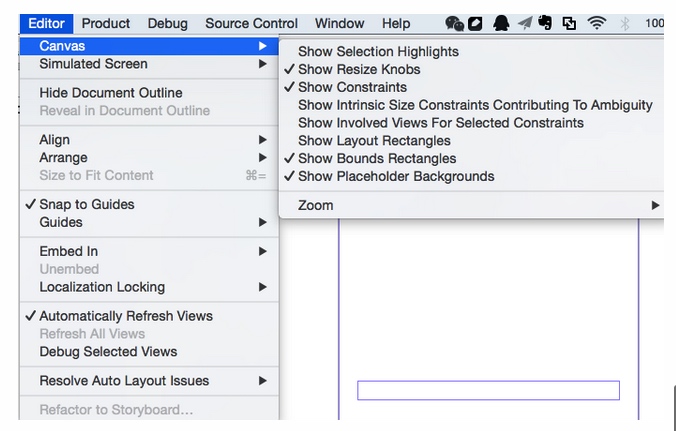 Editor Product Debug Source Control Window Help 100
Canvas
Simulated Screen
Hide Document Outline
Reveal in Document Outline
Align
Arrange
Size to Fit Content ⌘=
Snap to Guides
Guides
Embed In
Unembed
Localization Locking
Automatically Refresh Views
Refresh All Views
Debug Selected Views
Resolve Auto Layout Issues
Refactor to Storyboard...
Show Selection Highlights
Show Resize Knobs
Show Constraints
Show Intrinsic Size Constraints Contributing To Ambiguity
Show Involved Views For Selected Constraints
Show Layout Rectangles
Show Bounds Rectangles
Show Placeholder Backgrounds
Zoom